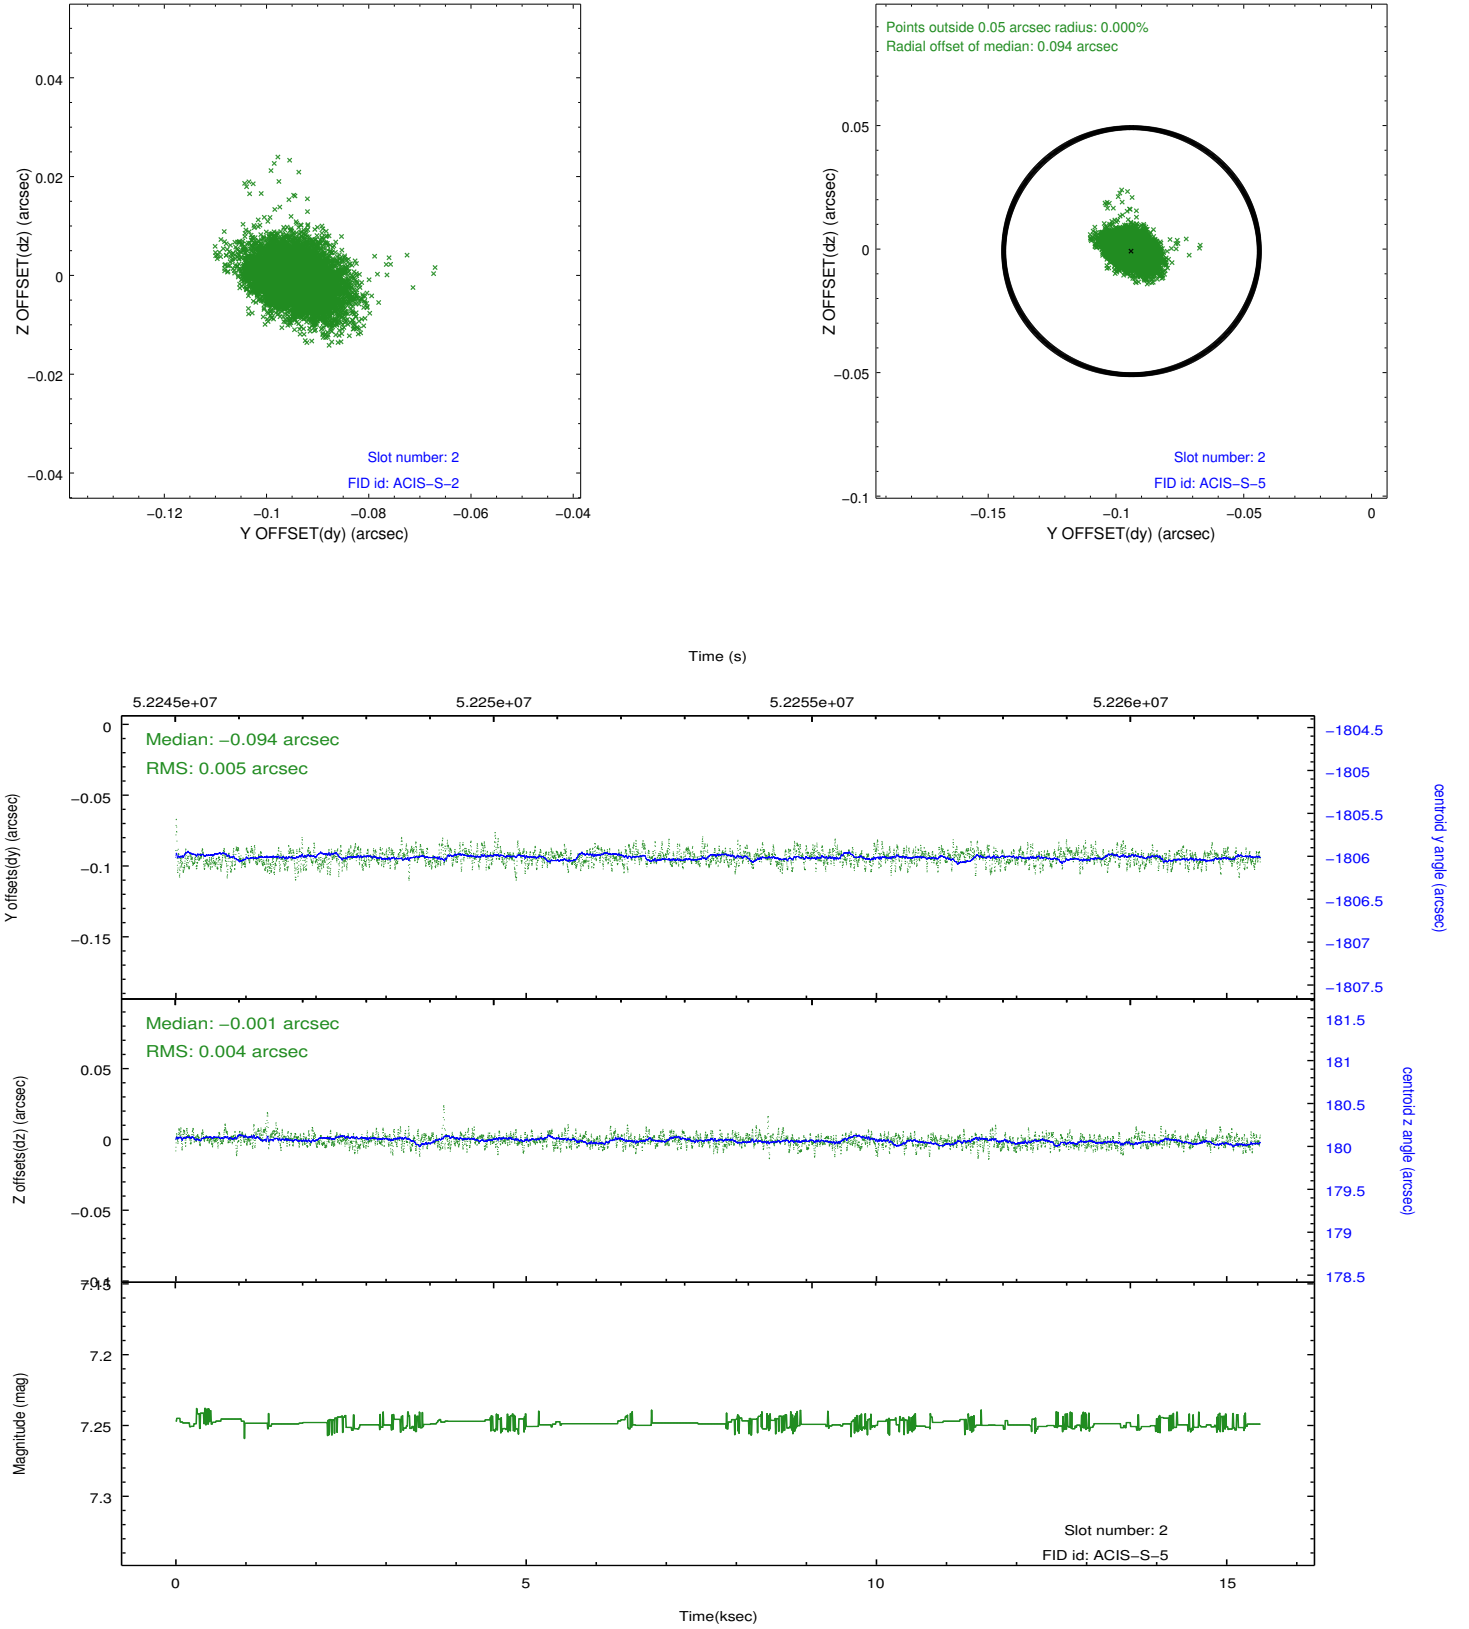 0.04
0.02
0
−0.02
−0.04
Z OFFSET(dz) (arcsec)
Slot number: 2
FID id: ACIS−S−2
−0.12
−0.1
−0.08
−0.06
−0.04
Y OFFSET(dy) (arcsec)
Points outside 0.05 arcsec radius: 0.000%
Radial offset of median: 0.094 arcsec
0.05
0
−0.05
−0.1
Z OFFSET(dz) (arcsec)
Slot number: 2
FID id: ACIS−S−5
−0.15
−0.1
−0.05
0
Y OFFSET(dy) (arcsec)
Time (s)
5.2245e+07
5.225e+07
5.2255e+07
5.226e+07
Median: −0.094 arcsec
RMS: 0.005 arcsec
0
−0.05
−0.1
−0.15
Y offsets(dy) (arcsec)
−1804.5
−1805
−1805.5
−1806
−1806.5
−1807
−1807.5
centroid y angle (arcsec)
Median: −0.001 arcsec
RMS: 0.004 arcsec
0.05
0
−0.05
−0.1
Z offsets(dz) (arcsec)
181.5
181
180.5
180
179.5
179
178.5
centroid z angle (arcsec)
7.15
7.2
7.25
7.3
Magnitude (mag)
Slot number: 2
FID id: ACIS−S−5
0
5
10
15
Time(ksec)